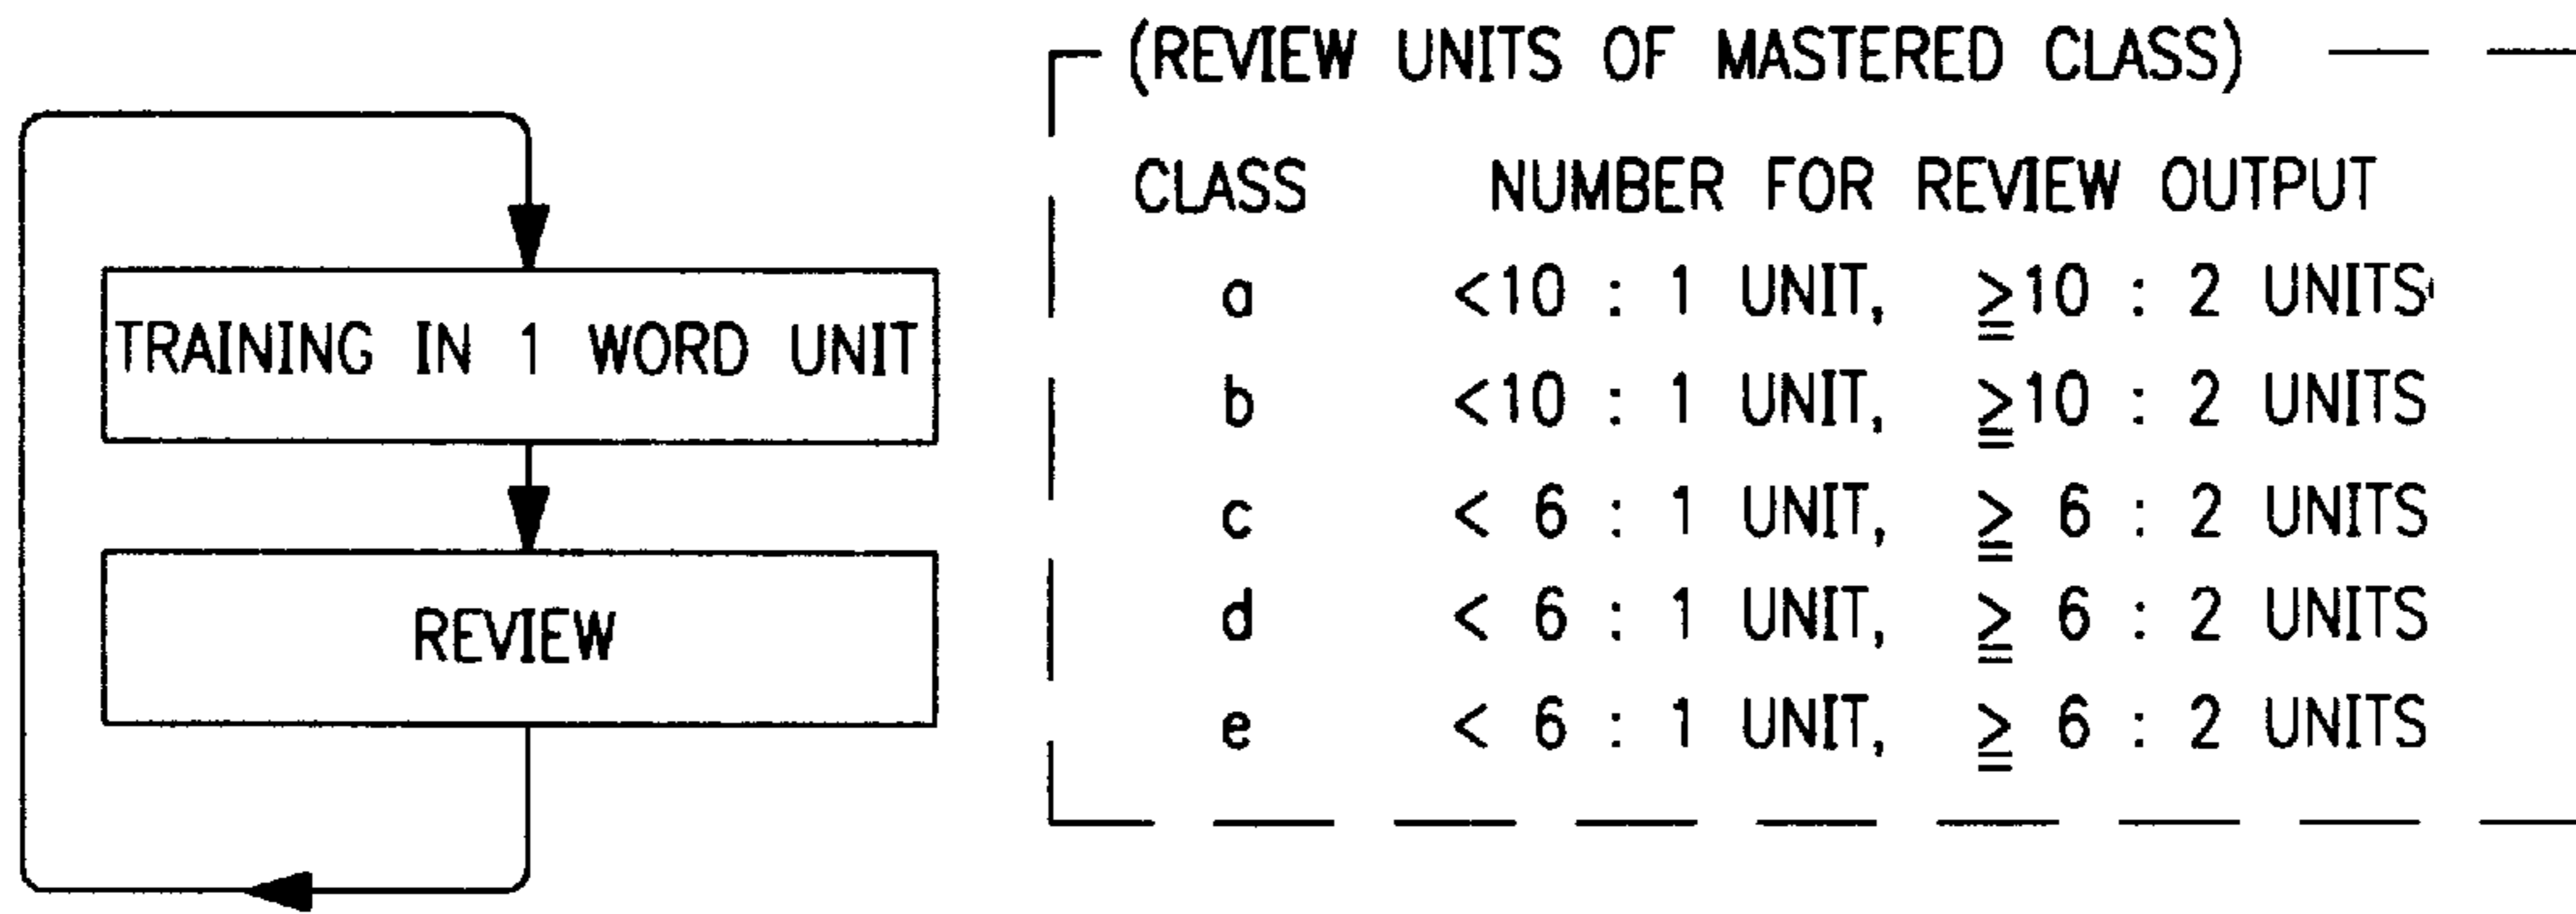 TRAINING IN 1 WORD UNIT
REVIEW
(REVIEW UNITS OF MASTERED CLASS)
CLASS NUMBER FOR REVIEW OUTPUT
a <10 : 1 UNIT, ≧10 : 2 UNITS
b <10 : 1 UNIT, ≧10 : 2 UNITS
c < 6 : 1 UNIT, ≧ 6 : 2 UNITS
d < 6 : 1 UNIT, ≧ 6 : 2 UNITS
e < 6 : 1 UNIT, ≧ 6 : 2 UNITS